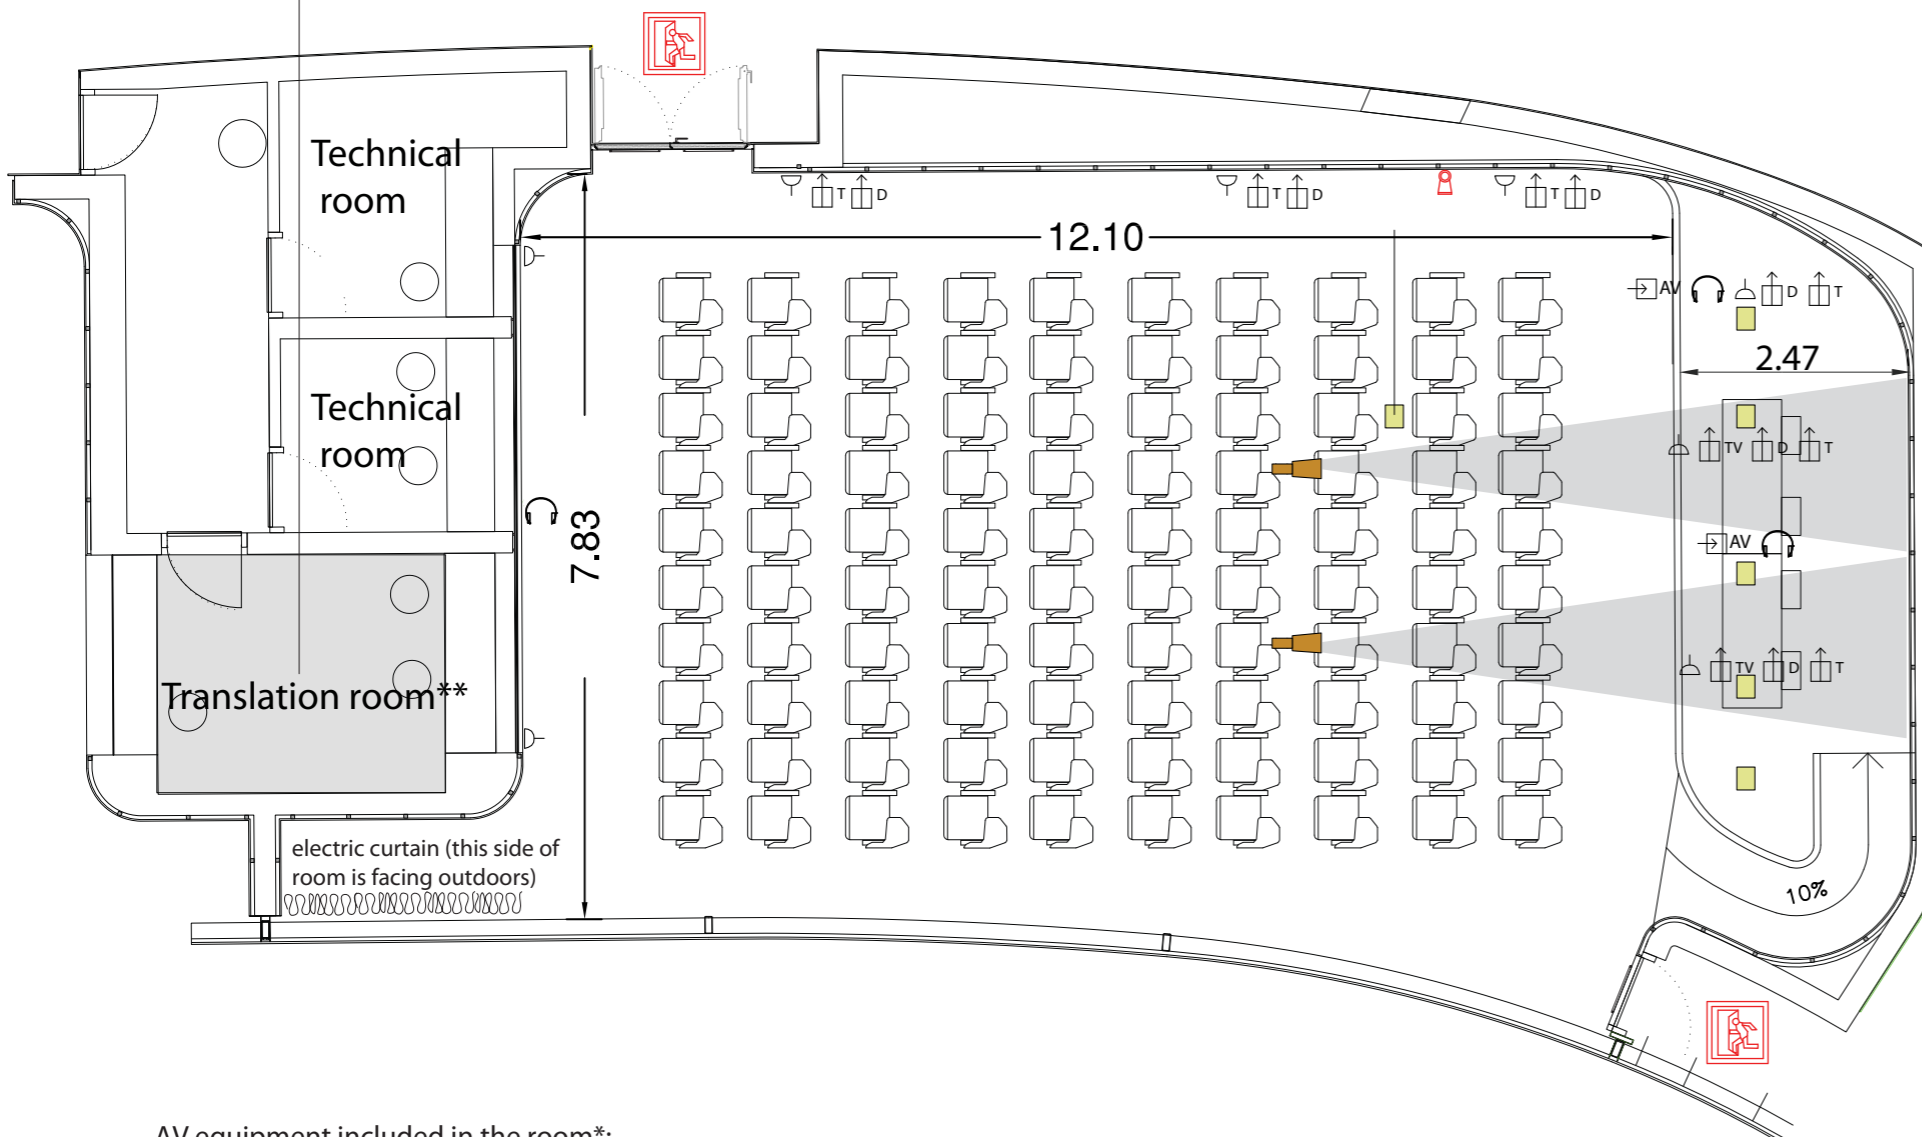 Technical
room
T
D
T
D
T
D
12.10
AV
D
T
2.47
Technical
room
TV
D
T
7.83
AV
Translation room**
TV
D
T
electric curtain (this side of
room is facing outdoors)
10%
AV equipment included in the room*: